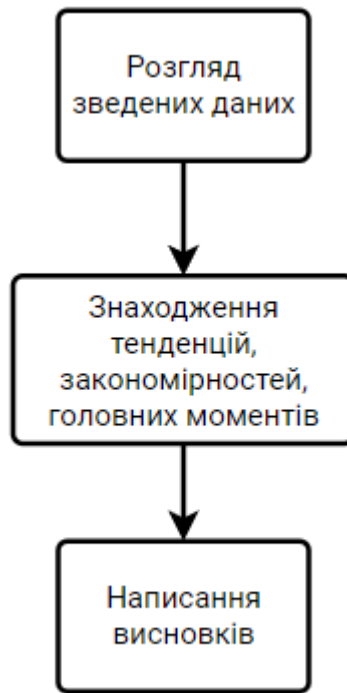 Розгляд
зведених даних
Знаходження
тенденцій,
закономірностей,
головних моментів
Написання
висновків